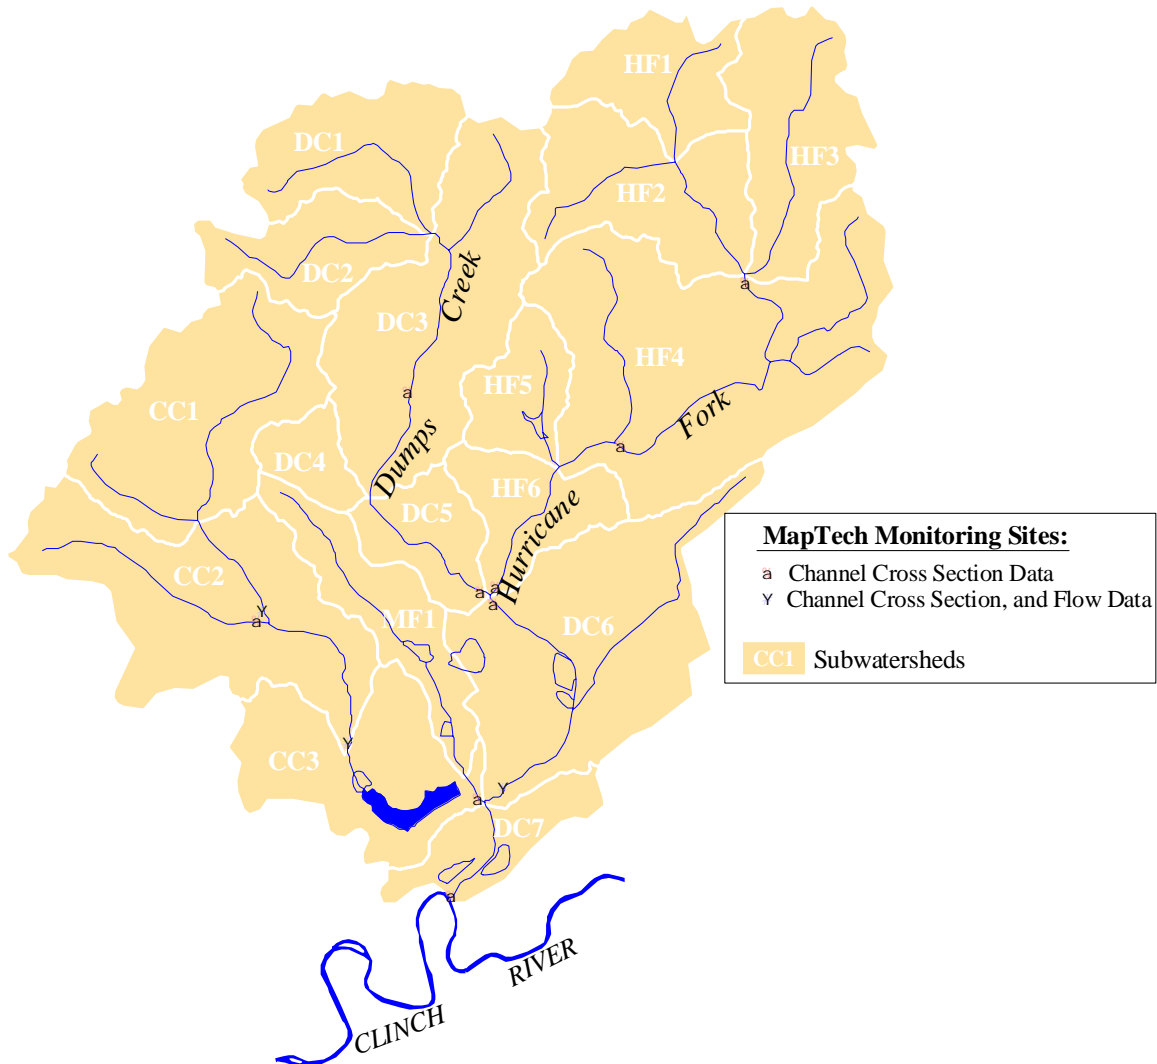 HF1
DC1
HF3
HF2
DC2
Creek
DC3
HF4
HF5
CC1
Fork
DC4
Dumps
HF6
DC5
Hurricane
CC2
MF1
DC6
CC3
DC7
a
a
a
a
a
a
Y
a
Y
Y
a
a
RIVER
CLINCH
MapTech Monitoring Sites:
a Channel Cross Section Data
Y Channel Cross Section, and Flow Data
CC1 Subwatersheds